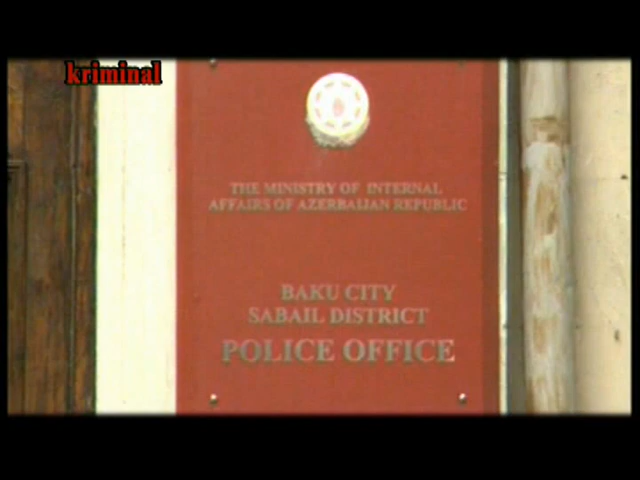 kriminal
THE MINISTRY OF INTERNAL
AFFAIRS OF AZERBAIJAN REPUBLIC
BAKU CITY
SABAIL DISTRICT
POLICE OFFICE